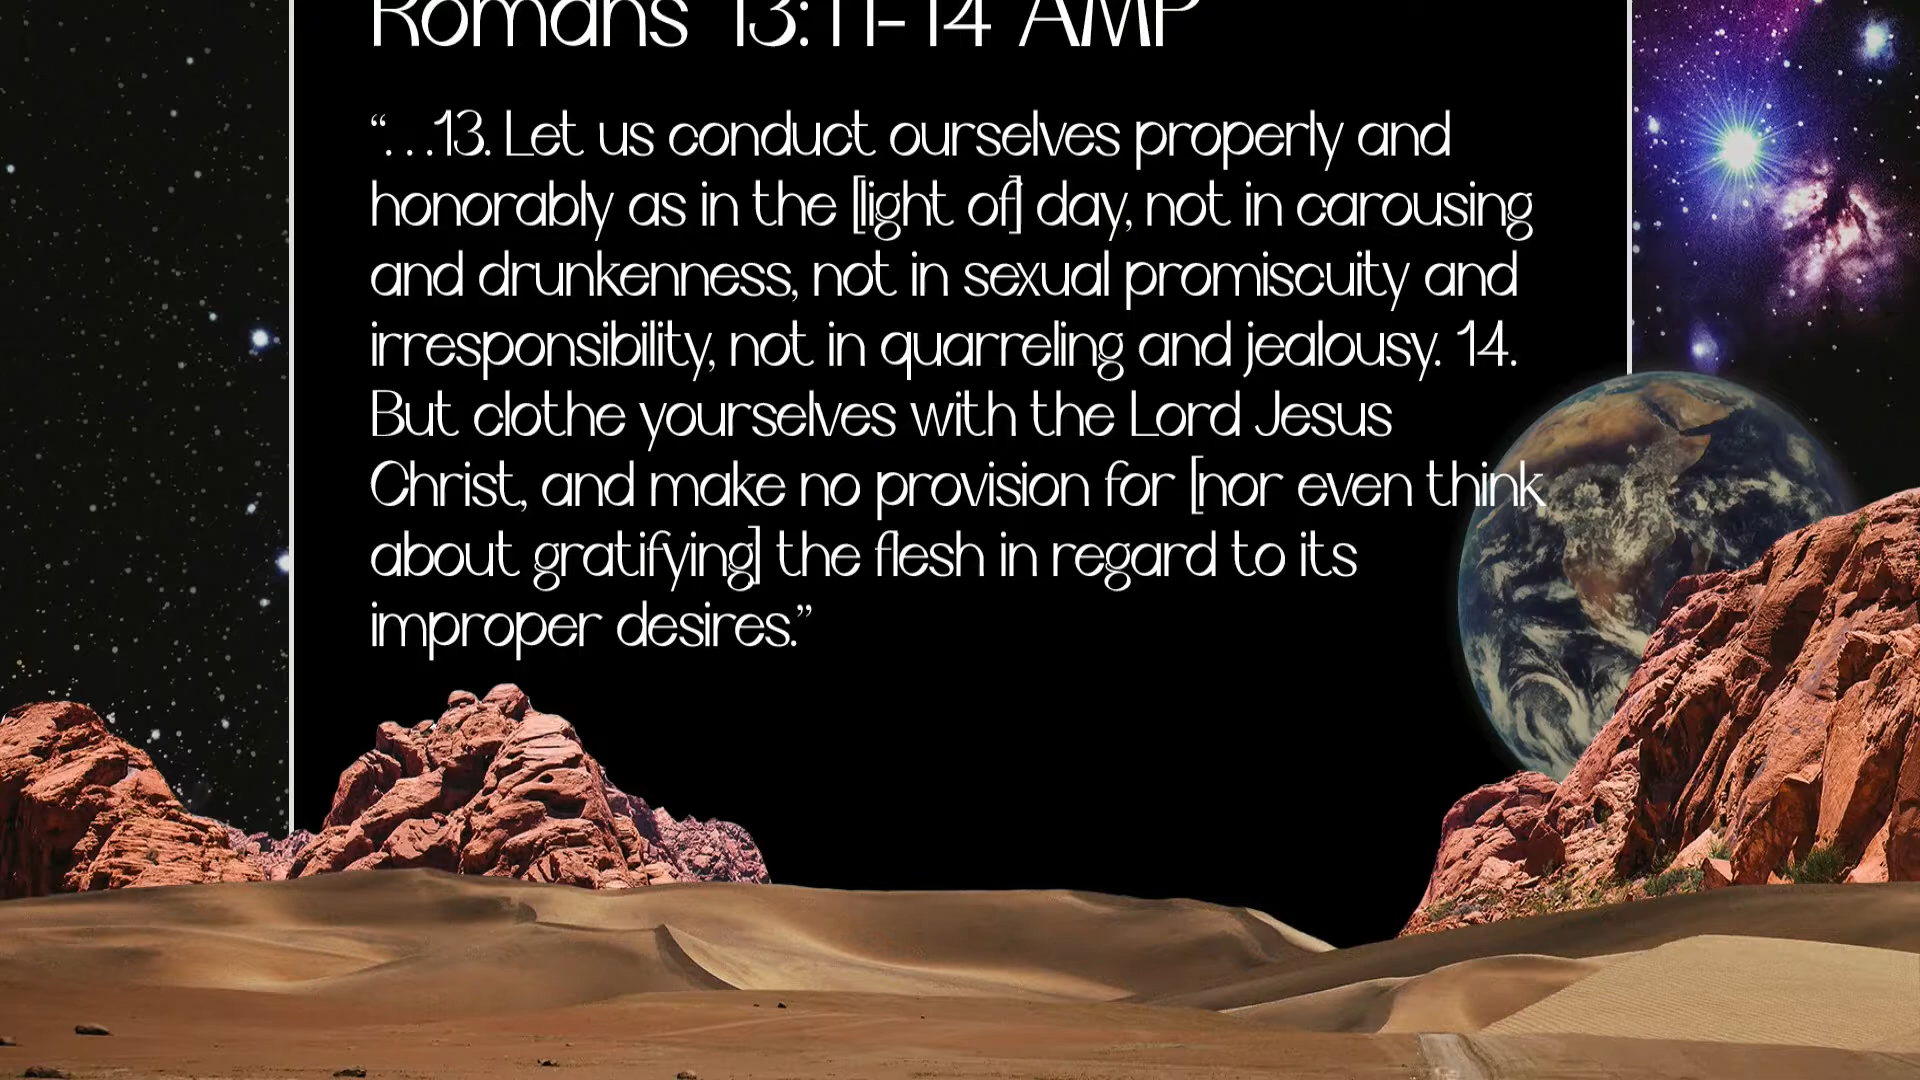 Romans 13:11-14 AMP
“...13. Let us conduct ourselves properly and
honorably as in the [light of] day, not in carousing
and drunkenness, not in sexual promiscuity and
irresponsibility, not in quarreling and jealousy. 14.
But clothe yourselves with the Lord Jesus
Christ, and make no provision for [nor even think
about gratifying] the flesh in regard to its
improper desires.”